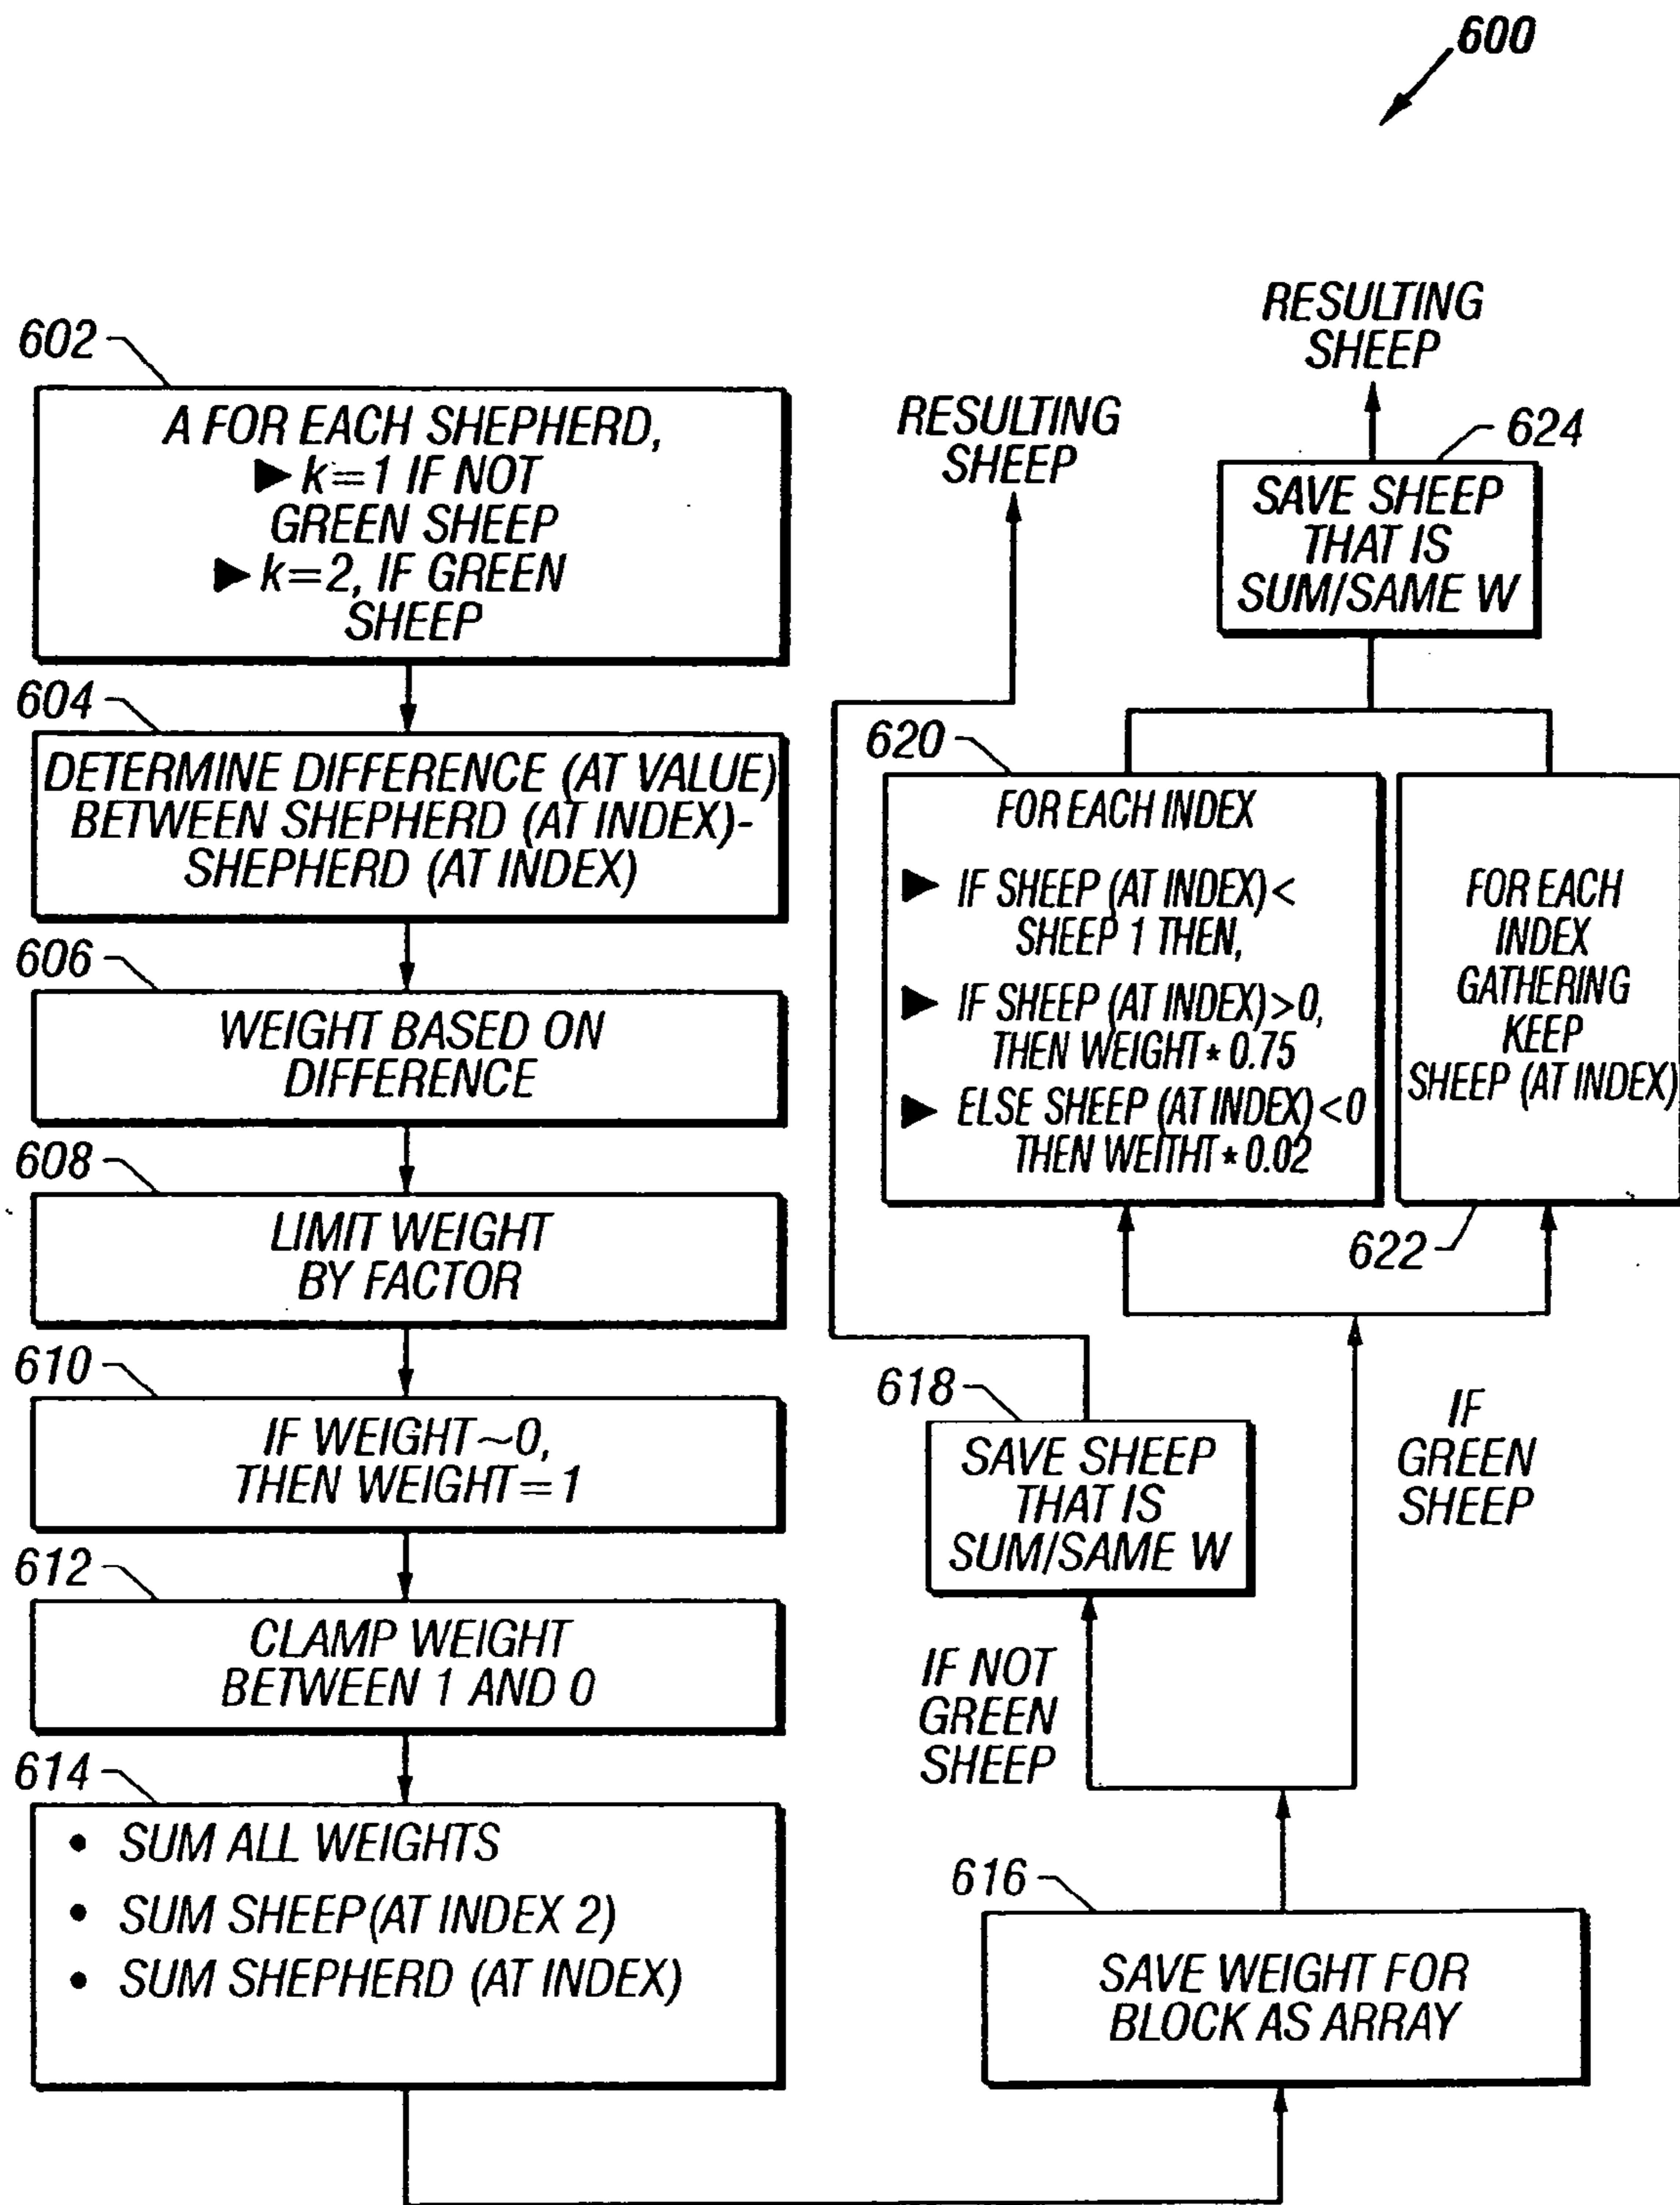 600
602
A FOR EACH SHEPHERD,
▶ k=1 IF NOT
GREEN SHEEP
▶ k=2, IF GREEN
SHEEP
604
DETERMINE DIFFERENCE (AT VALUE)
BETWEEN SHEPHERD (AT INDEX)-
SHEPHERD (AT INDEX)
606
WEIGHT BASED ON
DIFFERENCE
608
LIMIT WEIGHT
BY FACTOR
610
IF WEIGHT~0,
THEN WEIGHT=1
612
CLAMP WEIGHT
BETWEEN 1 AND 0
614
• SUM ALL WEIGHTS
• SUM SHEEP(AT INDEX 2)
• SUM SHEPHERD (AT INDEX)
616
SAVE WEIGHT FOR
BLOCK AS ARRAY
IF NOT
GREEN
SHEEP
618
SAVE SHEEP
THAT IS
SUM/SAME W
RESULTING
SHEEP
IF
GREEN
SHEEP
620
FOR EACH INDEX
▶ IF SHEEP (AT INDEX)<
SHEEP 1 THEN,
▶ IF SHEEP (AT INDEX)>0,
THEN WEIGHT*0.75
▶ ELSE SHEEP (AT INDEX)<0
THEN WEITHT*0.02
622
FOR EACH
INDEX
GATHERING
KEEP
SHEEP (AT INDEX)
624
SAVE SHEEP
THAT IS
SUM/SAME W
RESULTING
SHEEP